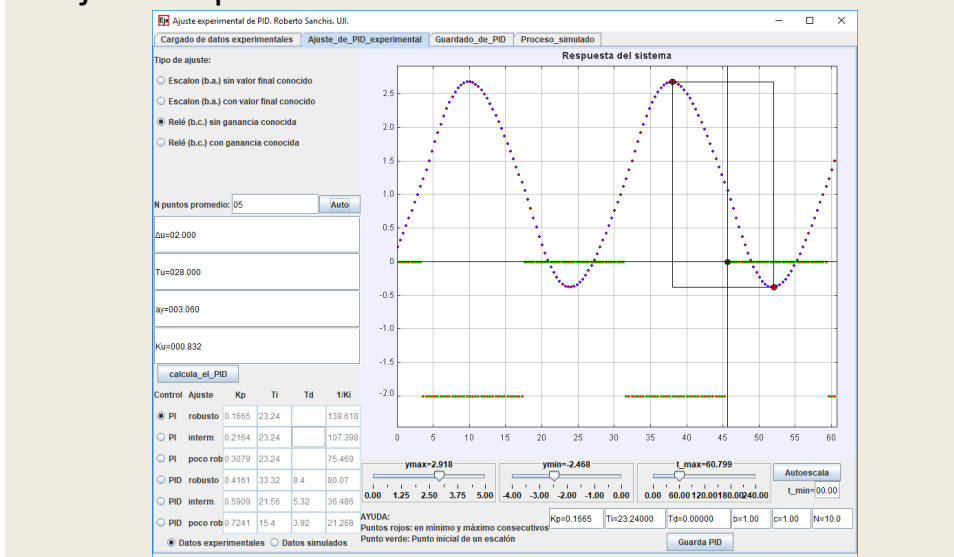 Ajuste experimental de PID. Roberto Sanchis. UJI.
Cargado de datos experimentales
Ajuste_de_PID_experimental
Guardado_de_PID
Proceso_simulado
Tipo de ajuste:
Escalon (b.a.) sin valor final conocido
Escalon (b.a.) con valor final conocido
Relé (b.c.) sin ganancia conocida
Relé (b.c.) con ganancia conocida
N puntos promedio: 05 Auto
Δu=02.000
Tu=028.000
ay=003.060
Ku=000.832
calcula_el_PID
Control Ajuste Kp Ti Td 1/Ki
PI robusto 0.1665 23.24 139.618
PI interm 0.2164 23.24 107.398
PI poco rob 0.3079 23.24 75.469
PID robusto 0.4161 33.32 8.4 80.07
PID interm 0.5909 21.56 5.32 36.486
PID poco rob 0.7241 15.4 3.92 21.268
Datos experimentales Datos simulados
Respuesta del sistema
2.5
2.0
1.5
1.0
0.5
0
-0.5
-1.0
-1.5
-2.0
0 5 10 15 20 25 30 35 40 45 50 55 60
ymax=2.918 ymin=-2.468 t_max=60.799
0.00 1.25 2.50 3.75 5.00 -4.00 -3.00 -2.00 -1.00 0.00 0.00 60.00 120.00 180.00 240.00
Autoescala
t_min= 00.00
AYUDA:
Puntos rojos: en mínimo y máximo consecutivos
Punto verde: Punto inicial de un escalón
Kp=0.1665 Ti=23.24000 Td=0.00000 b=1.00 c=1.00 N=10.0
Guarda PID